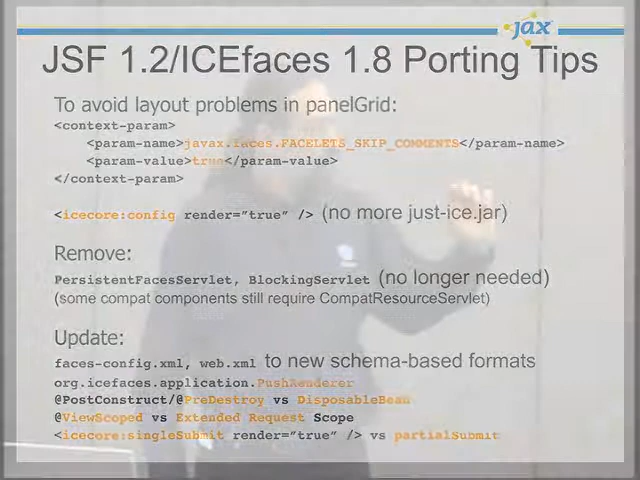 jax
JSF 1.2/ICEfaces 1.8 Porting Tips
To avoid layout problems in panelGrid:
<context-param>
<param-name>javax.faces.FACELETS_SKIP_COMMENTS</param-name>
<param-value>true</param-value>
</context-param>
<icecore:config render="true" /> (no more just-ice.jar)
Remove:
PersistentFacesServlet, BlockingServlet (no longer needed)
(some compat components still require CompatResourceServlet)
Update:
faces-config.xml, web.xml to new schema-based formats
org.icefaces.application.PushRenderer
@PostConstruct/@PreDestroy vs DisposableBean
@ViewScoped vs Extended Request Scope
<icecore:singleSubmit render="true" /> vs partialSubmit